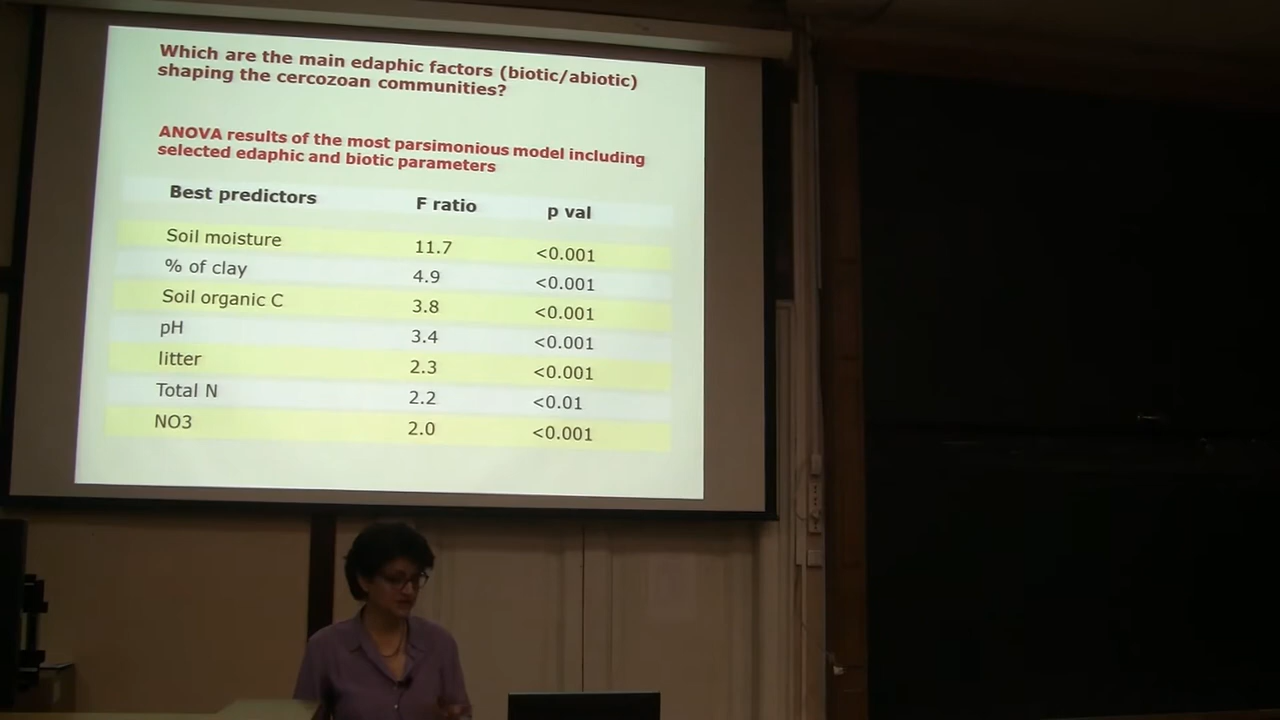 Which are the main edaphic factors (biotic/abiotic)
shaping the cercozoan communities?
ANOVA results of the most parsimonious model including
selected edaphic and biotic parameters
Best predictors F ratio p val
Soil moisture 11.7 <0.001
% of clay 4.9 <0.001
Soil organic C 3.8 <0.001
pH 3.4 <0.001
litter 2.3 <0.001
Total N 2.2 <0.01
NO3 2.0 <0.001